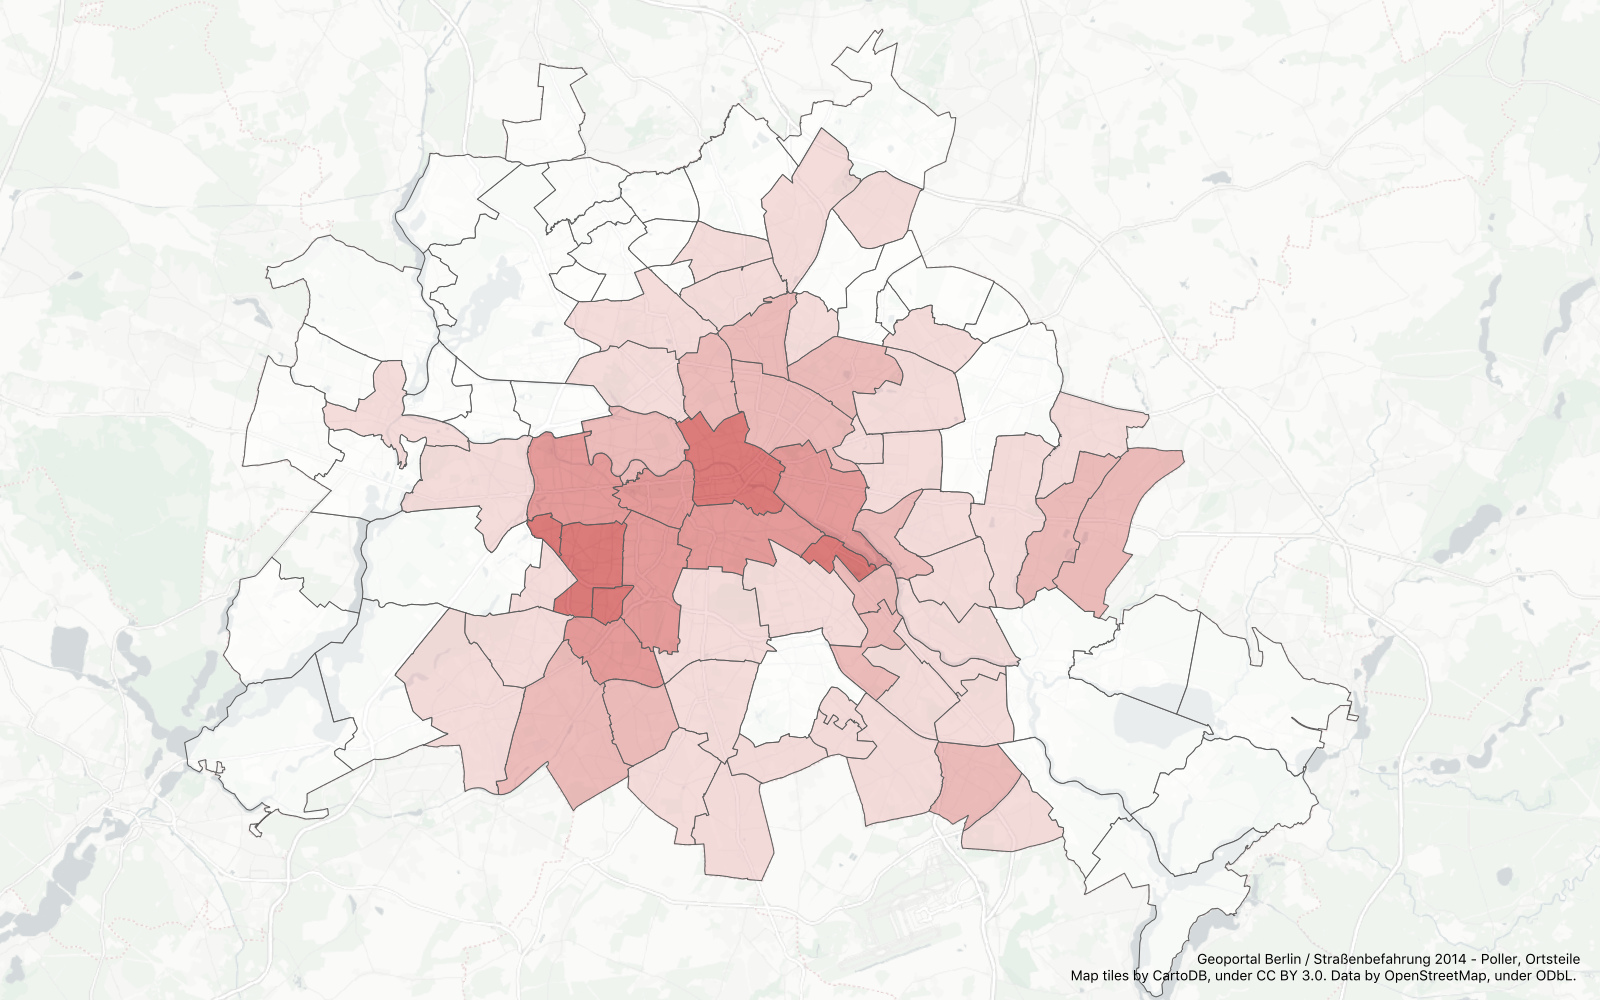 Geoportal Berlin / Straßenbefahrung 2014 - Poller, Ortsteile
Map tiles by CartoDB, under CC BY 3.0. Data by OpenStreetMap, under ODbL.